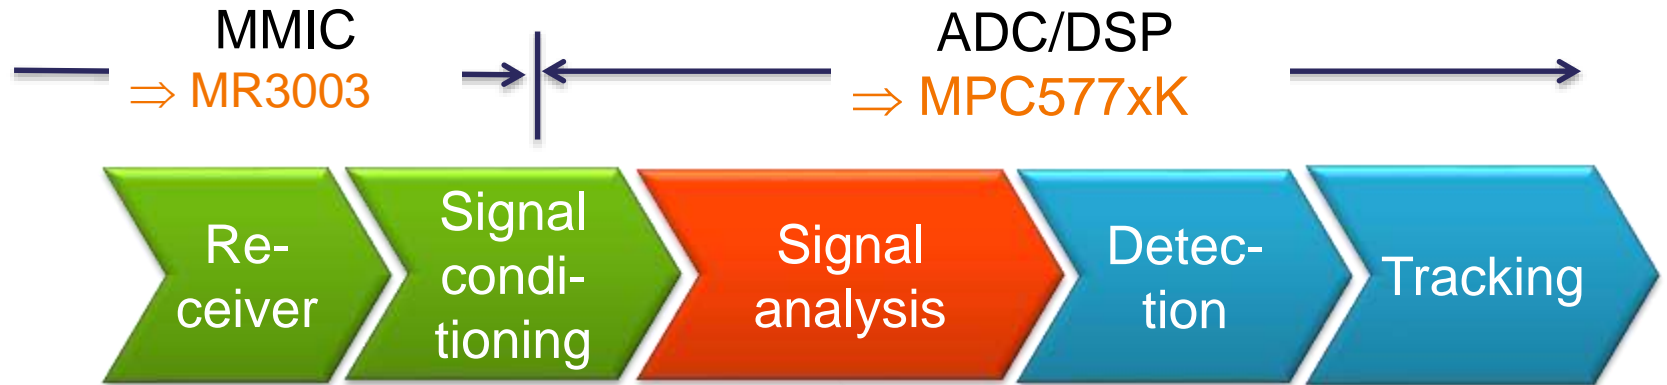 MMIC
⇒ MR3003
ADC/DSP
⇒ MPC577xK
Re-
ceiver
Signal
condi-
tioning
Signal
analysis
Detec-
tion
Tracking